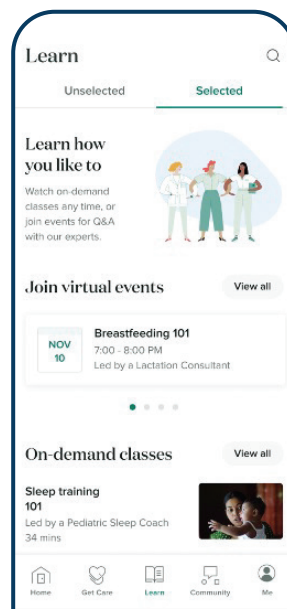 Learn
Unselected Selected
Learn how
you like to
Watch on-demand
classes any time, or
join events for Q&A
with our experts.
Join virtual events View all
NOV
10
Breastfeeding 101
7:00 - 8:00 PM
Led by a Lactation Consultant
On-demand classes View all
Sleep training
101
Led by a Pediatric Sleep Coach
34 mins
Home Get Care Learn Community Me